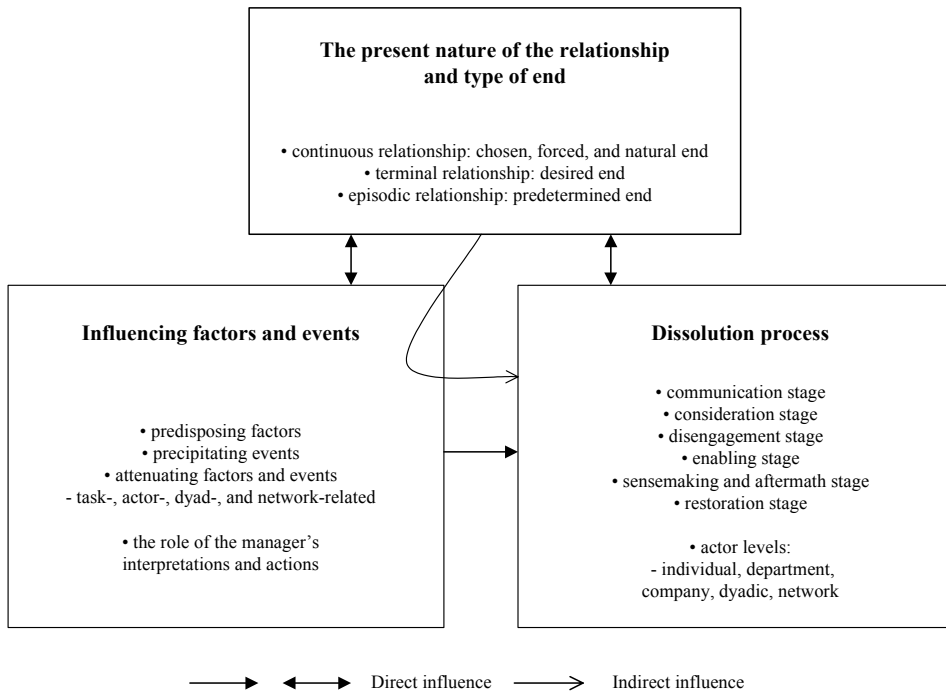 The present nature of the relationship
and type of end
• continuous relationship: chosen, forced, and natural end
• terminal relationship: desired end
• episodic relationship: predetermined end
Influencing factors and events
• predisposing factors
• precipitating events
• attenuating factors and events
- task-, actor-, dyad-, and network-related
• the role of the manager’s
interpretations and actions
Dissolution process
• communication stage
• consideration stage
• disengagement stage
• enabling stage
• sensemaking and aftermath stage
• restoration stage
• actor levels:
- individual, department,
company, dyadic, network
Direct influence
Indirect influence